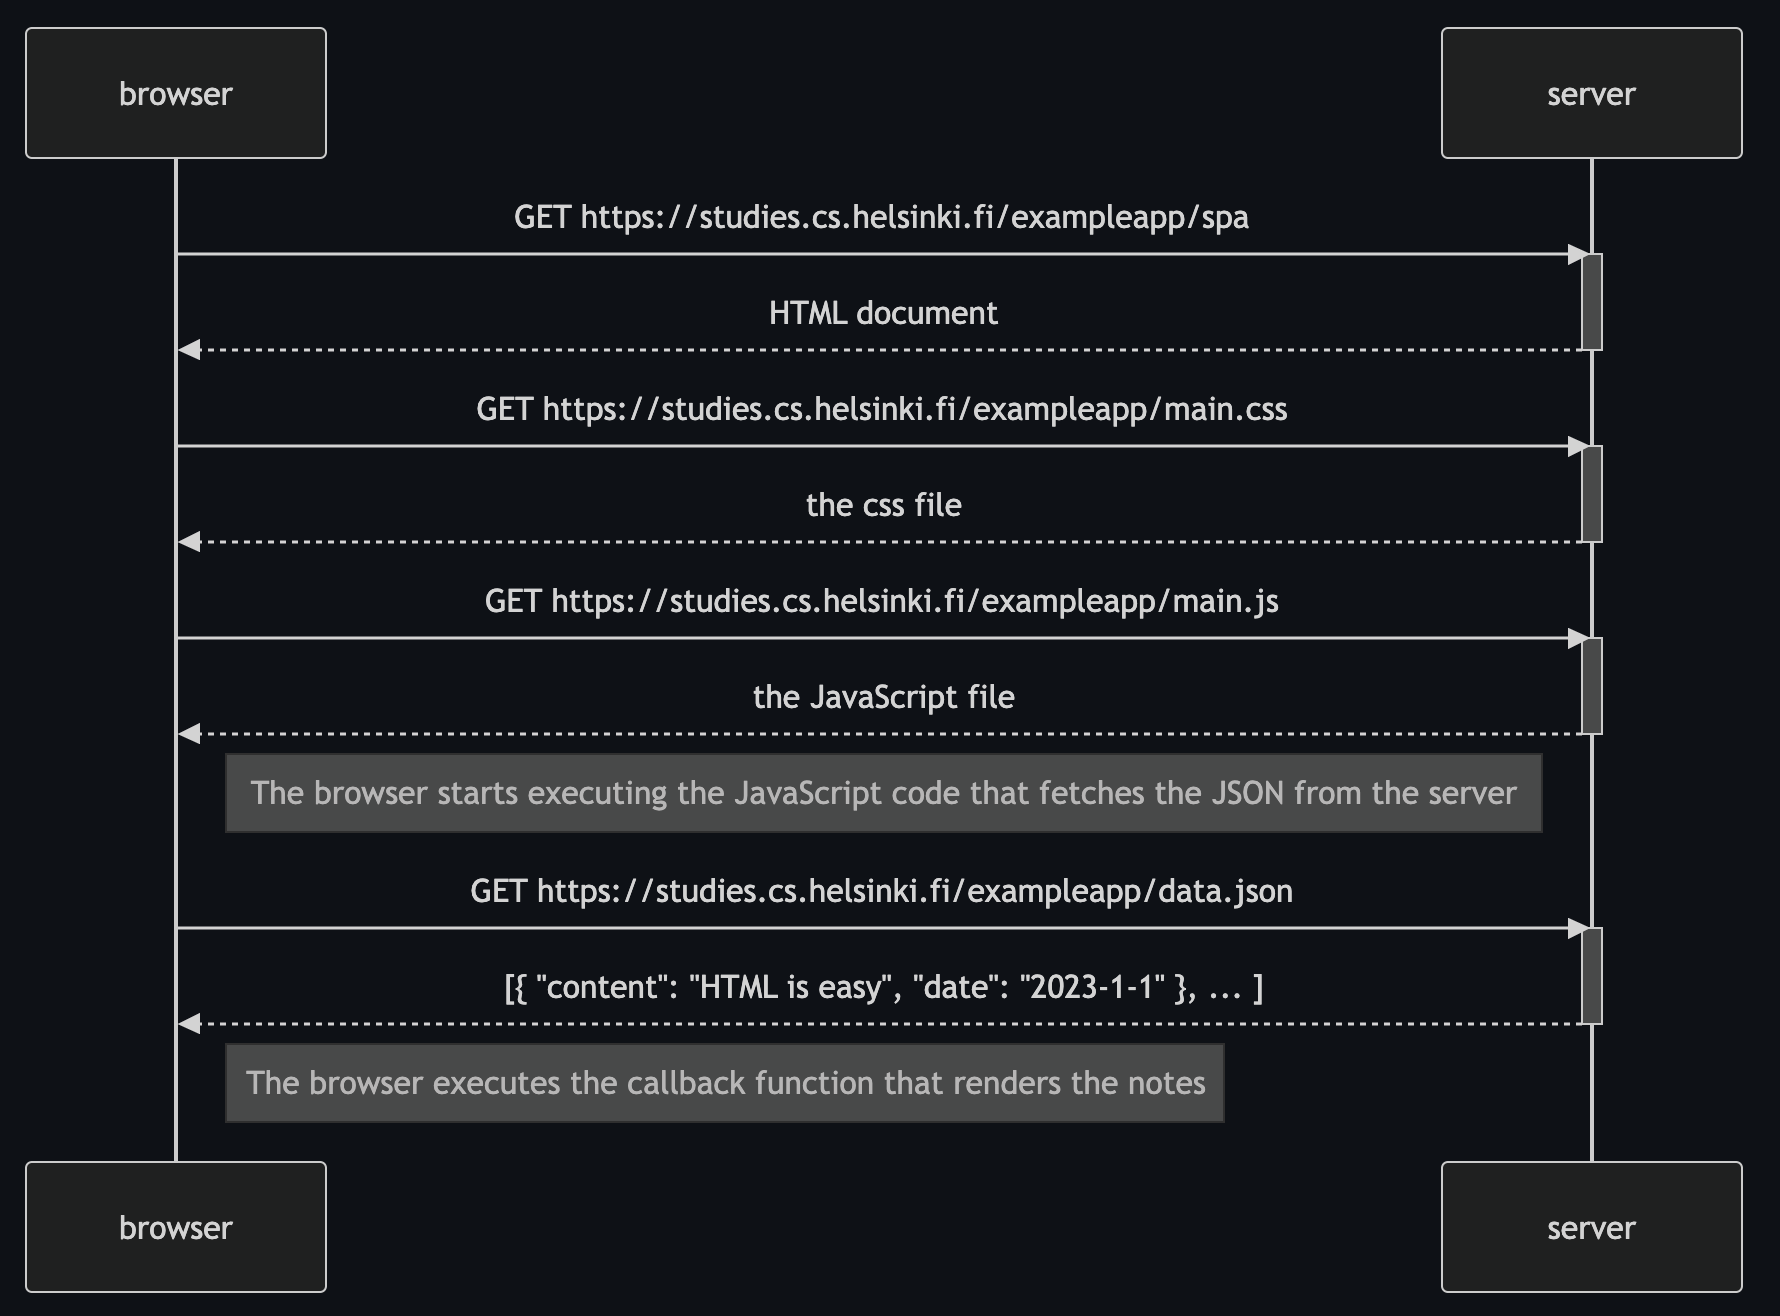 browser
server
GET https://studies.cs.helsinki.fi/exampleapp/spa
HTML document
GET https://studies.cs.helsinki.fi/exampleapp/main.css
the css file
GET https://studies.cs.helsinki.fi/exampleapp/main.js
the JavaScript file
The browser starts executing the JavaScript code that fetches the JSON from the server
GET https://studies.cs.helsinki.fi/exampleapp/data.json
[{ "content": "HTML is easy", "date": "2023-1-1" }, ... ]
The browser executes the callback function that renders the notes
browser
server